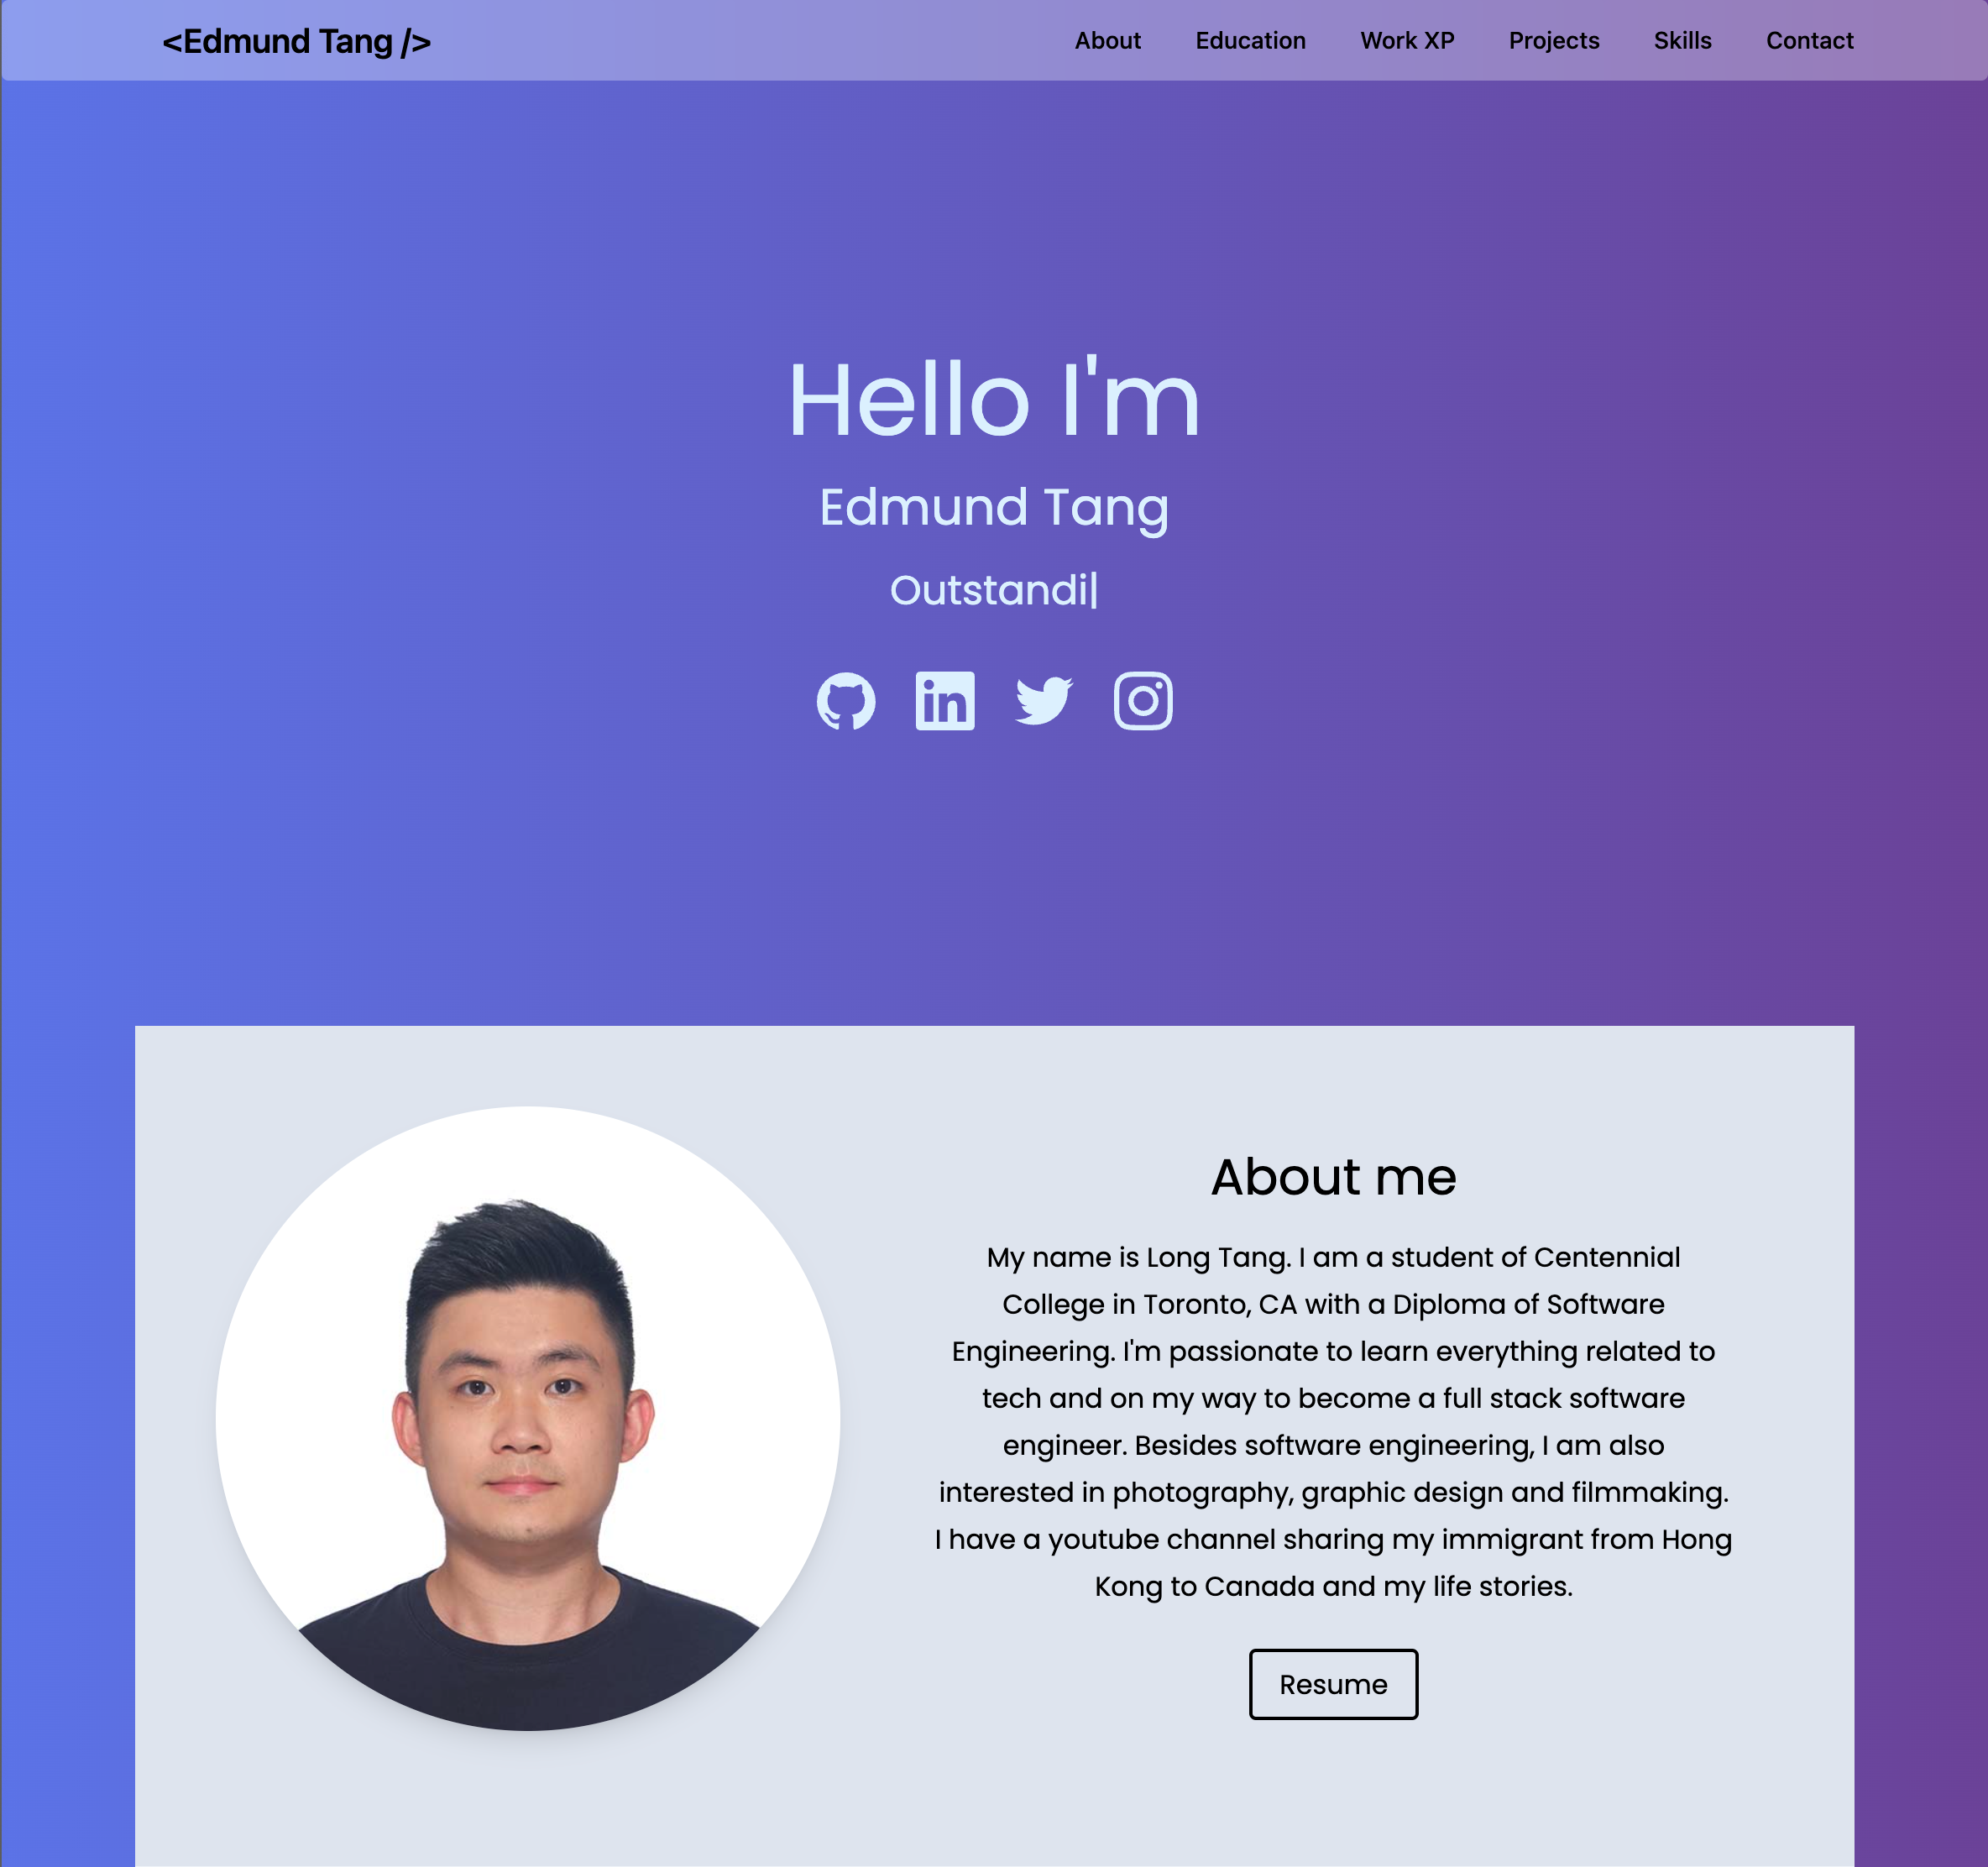 <Edmund Tang />
About Education Work XP Projects Skills Contact
Hello I'm
Edmund Tang
Outstandi|
in
About me
My name is Long Tang. I am a student of Centennial
College in Toronto, CA with a Diploma of Software
Engineering. I'm passionate to learn everything related to
tech and on my way to become a full stack software
engineer. Besides software engineering, I am also
interested in photography, graphic design and filmmaking.
I have a youtube channel sharing my immigrant from Hong
Kong to Canada and my life stories.
Resume